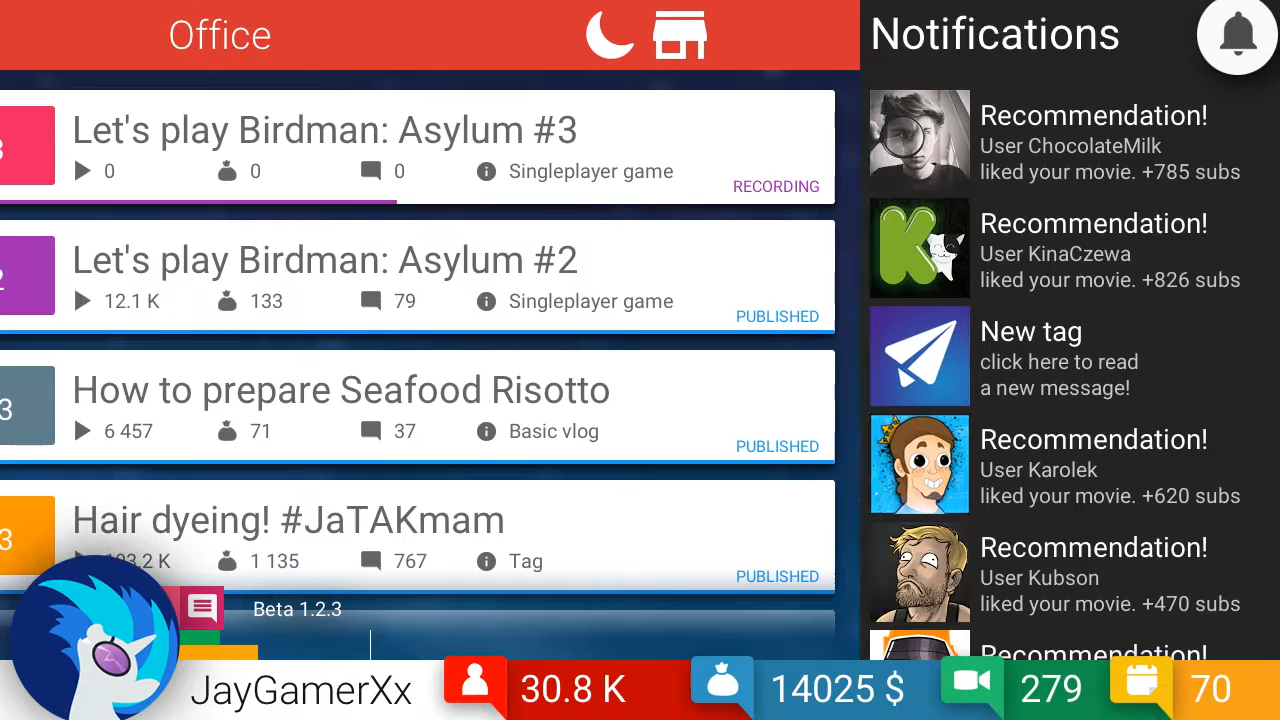 Office
Let's play Birdman: Asylum #3
0 0 0 Singleplayer game
RECORDING
Let's play Birdman: Asylum #2
12.1 K 133 79 Singleplayer game
PUBLISHED
How to prepare Seafood Risotto
6 457 71 37 Basic vlog
PUBLISHED
Hair dyeing! #JaTAKmam
1 135 767 Tag
PUBLISHED
Beta 1.2.3
JayGamerXx
30.8 K
14025 $
279
70
Notifications
Recommendation!
User ChocolateMilk
liked your movie. +785 subs
Recommendation!
User KinaCzewa
liked your movie. +826 subs
New tag
click here to read
a new message!
Recommendation!
User Karolek
liked your movie. +620 subs
Recommendation!
User Kubson
liked your movie. +470 subs
Recommendation!